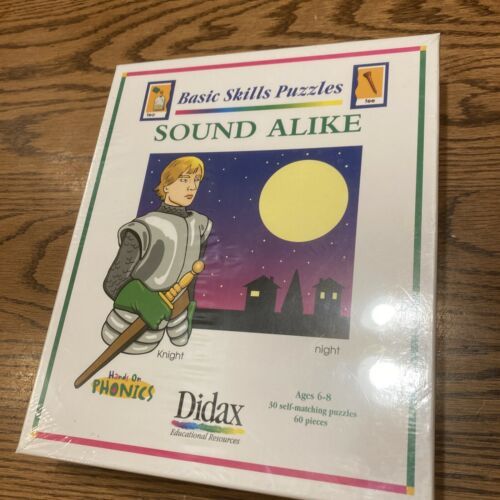 tea
tee
Basic Skills Puzzles
SOUND ALIKE
Knight
night
Hands On
PHONICS
Didax
Educational Resources
Ages 6-8
30 self-matching puzzles
60 pieces